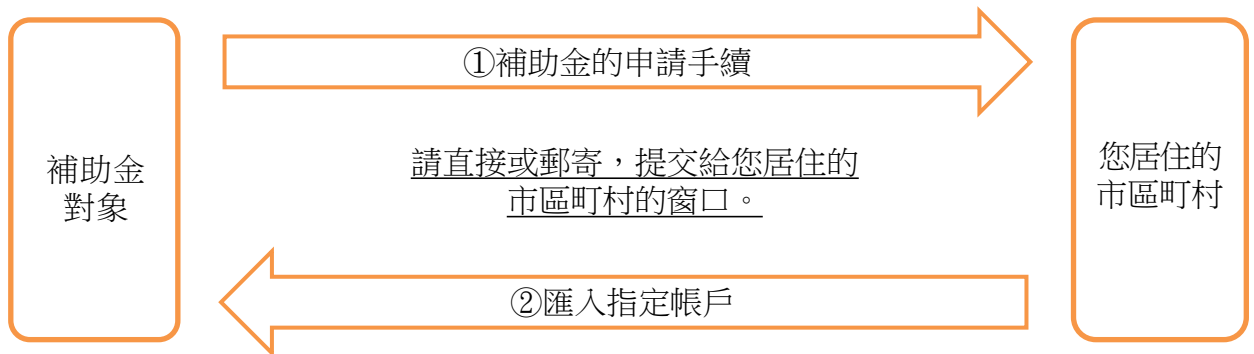 ①補助金的申請手續
補助金
對象
請直接或郵寄，提交給您居住的
市區町村的窗口。
您居住的
市區町村
②匯入指定帳戶